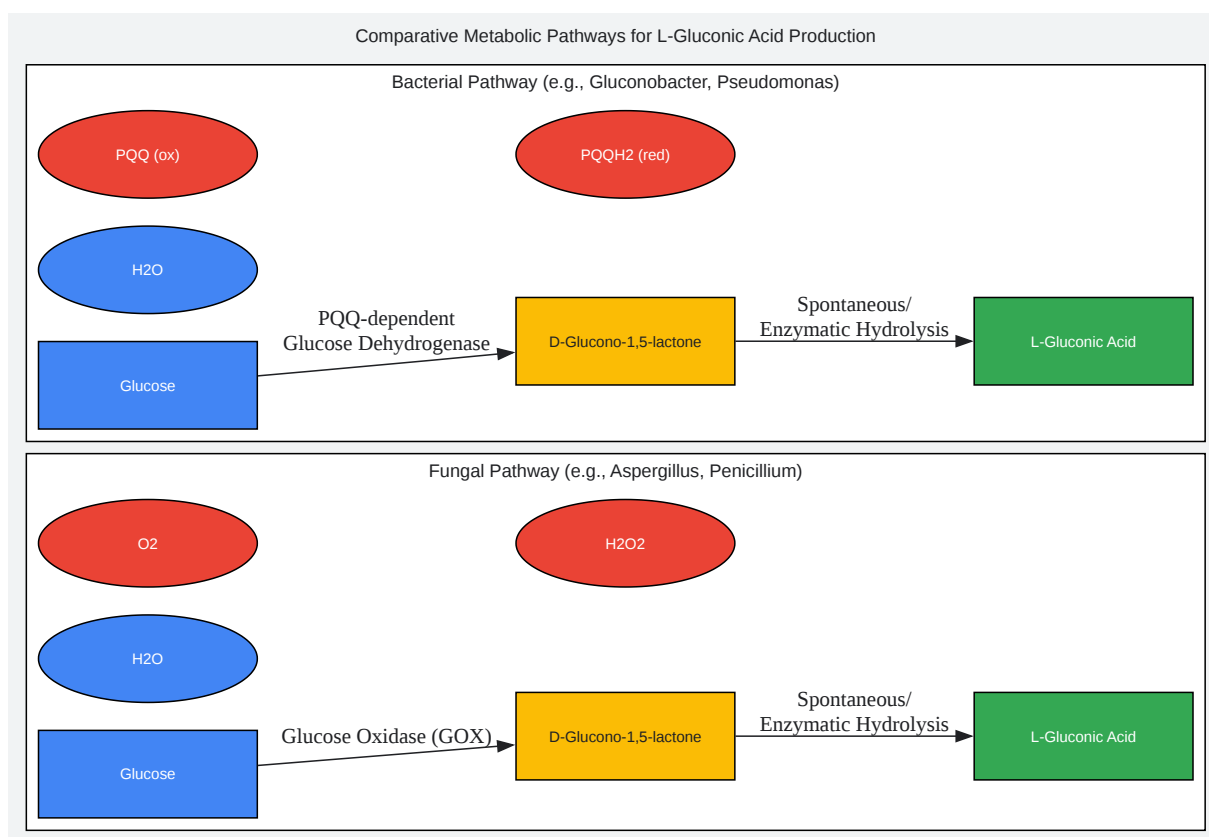 Comparative Metabolic Pathways for L-Gluconic Acid Production
Bacterial Pathway (e.g., Gluconobacter, Pseudomonas)
PQQ (ox)
PQQH2 (red)
H2O
PQQ-dependent
Glucose Dehydrogenase
Spontaneous/
Enzymatic Hydrolysis
Glucose
D-Glucono-1,5-lactone
L-Gluconic Acid
Fungal Pathway (e.g., Aspergillus, Penicillium)
O2
H2O2
H2O
Glucose Oxidase (GOX)
Spontaneous/
Enzymatic Hydrolysis
Glucose
D-Glucono-1,5-lactone
L-Gluconic Acid